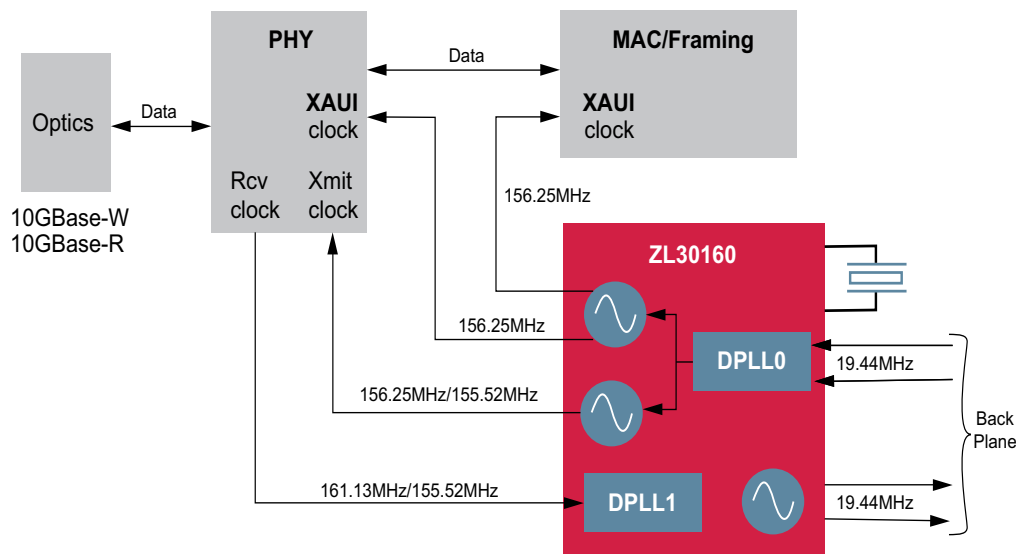 PHY
MAC/Framing
Data
XAUI
clock
XAUI
clock
Optics
Data
Rcv
clock
Xmit
clock
10GBase-W
10GBase-R
156.25MHz
ZL30160
156.25MHz
DPLL0
19.44MHz
156.25MHz/155.52MHz
Back
Plane
161.13MHz/155.52MHz
DPLL1
19.44MHz